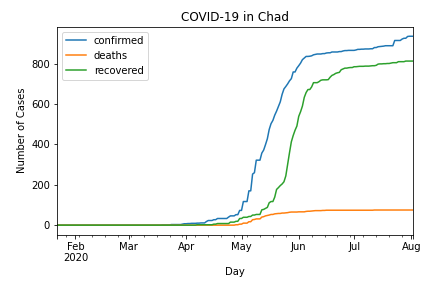 COVID-19 in Chad
confirmed
deaths
recovered
Number of Cases
800
600
400
200
0
Feb Mar Apr May Jun Jul Aug
2020
Day